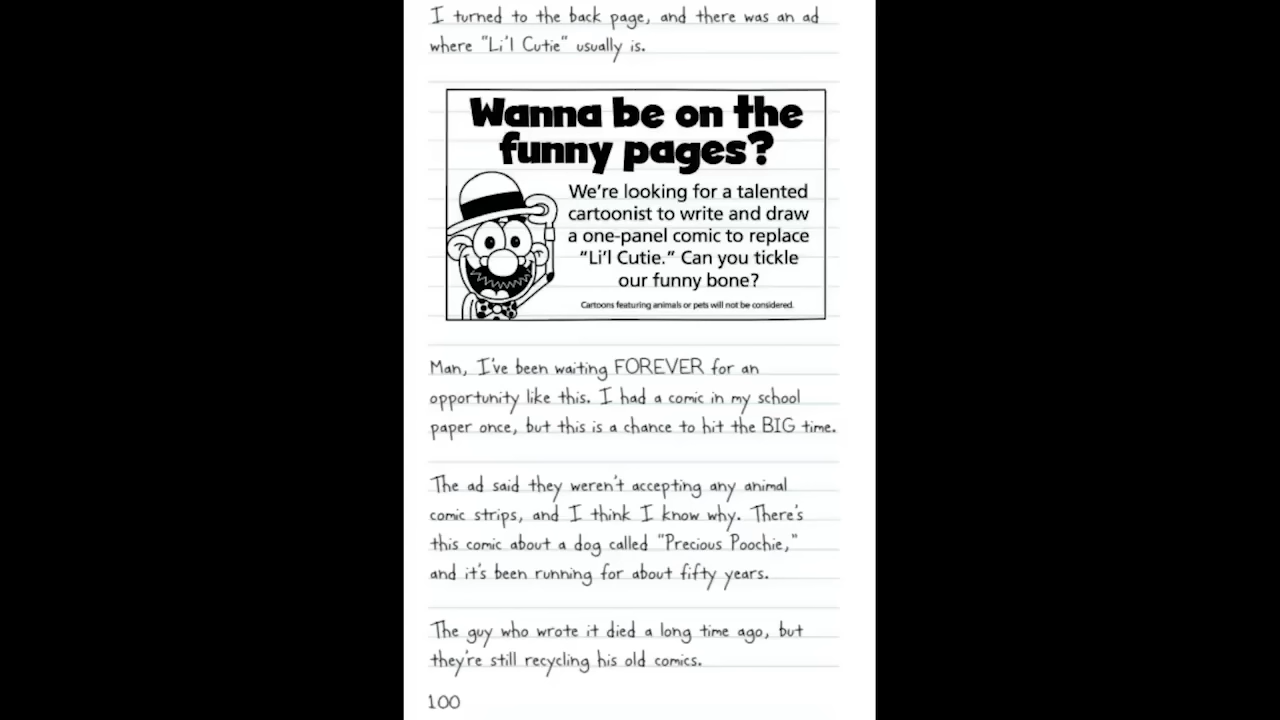 I turned to the back page, and there was an ad
where "Li'l Cutie" usually is.
Wanna be on the
funny pages?
We're looking for a talented
cartoonist to write and draw
a one-panel comic to replace
"Li'l Cutie." Can you tickle
our funny bone?
Cartoons featuring animals or pets will not be considered.
Man, I've been waiting FOREVER for an
opportunity like this. I had a comic in my school
paper once, but this is a chance to hit the BIG time.
The ad said they weren't accepting any animal
comic strips, and I think I know why. There's
this comic about a dog called "Precious Poochie,"
and it's been running for about fifty years.
The guy who wrote it died a long time ago, but
they're still recycling his old comics.
100